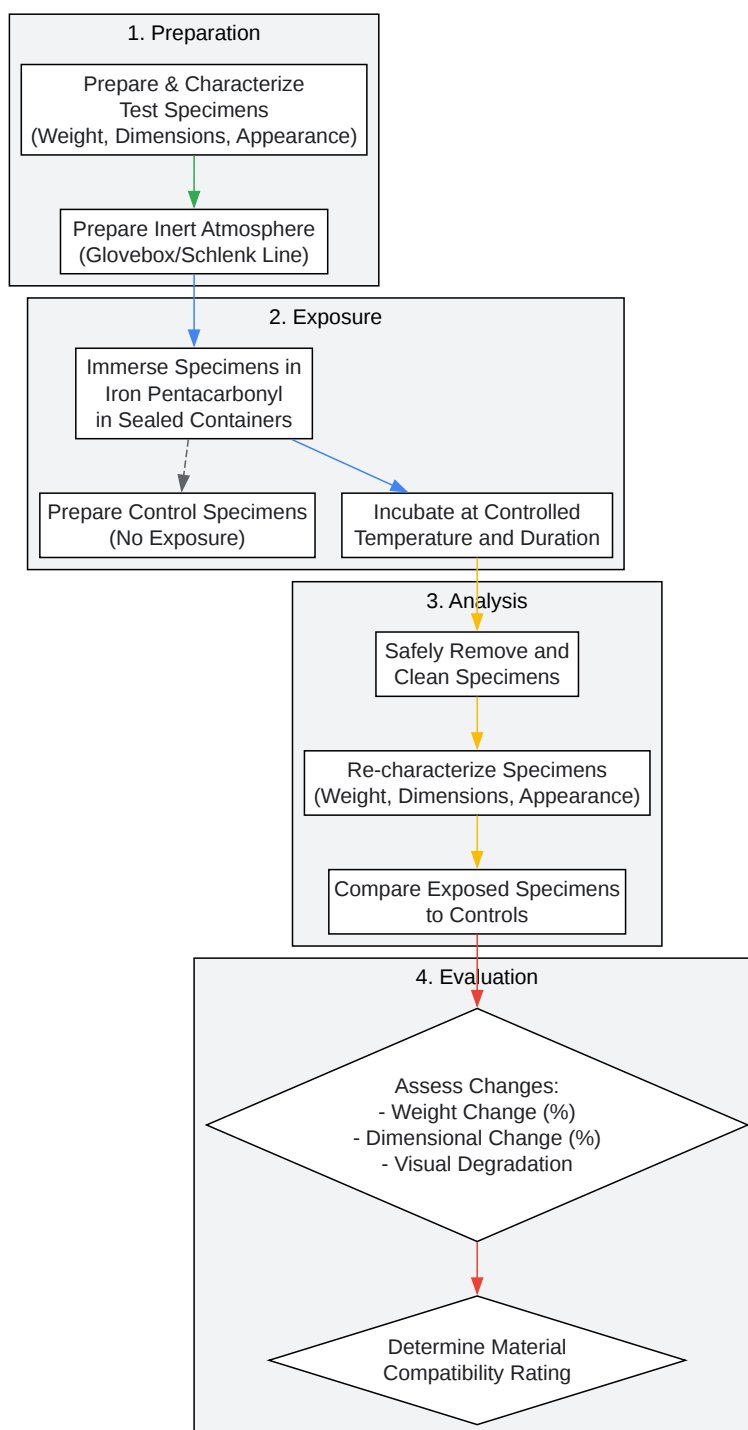 1. Preparation
Prepare & Characterize
Test Specimens
(Weight, Dimensions, Appearance)
Prepare Inert Atmosphere
(Glovebox/Schlenk Line)
2. Exposure
Immerse Specimens in
Iron Pentacarbonyl
in Sealed Containers
Prepare Control Specimens
(No Exposure)
Incubate at Controlled
Temperature and Duration
3. Analysis
Safely Remove and
Clean Specimens
Re-characterize Specimens
(Weight, Dimensions, Appearance)
Compare Exposed Specimens
to Controls
4. Evaluation
Assess Changes:
- Weight Change (%)
- Dimensional Change (%)
- Visual Degradation
Determine Material
Compatibility Rating